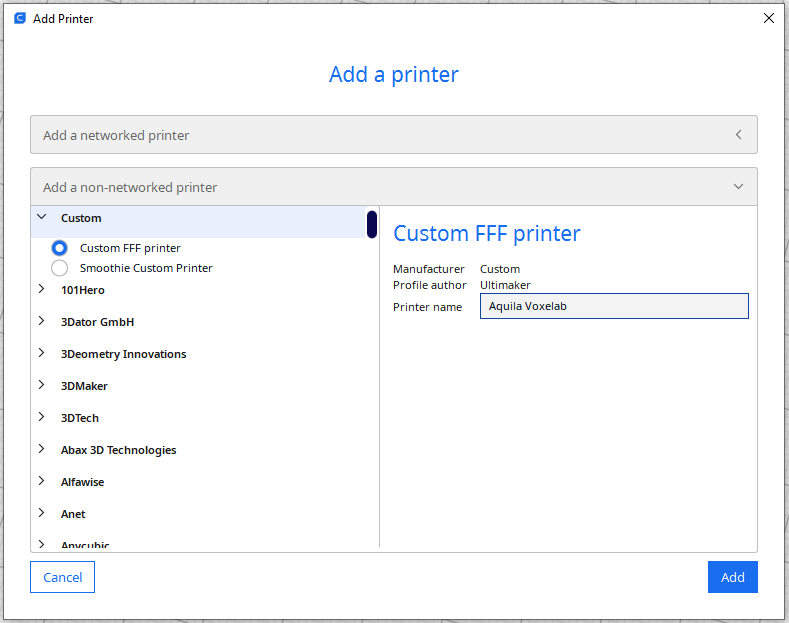 Add Printer
Add a printer
Add a networked printer
Add a non-networked printer
Custom
Custom FFF printer
Smoothie Custom Printer
101Hero
3Dator GmbH
3Deometry Innovations
3DMaker
3DTech
Abax 3D Technologies
Alfawise
Anet
Anycubic
Custom FFF printer
Manufacturer Custom
Profile author Ultimaker
Printer name Aquila Voxelab
Cancel
Add